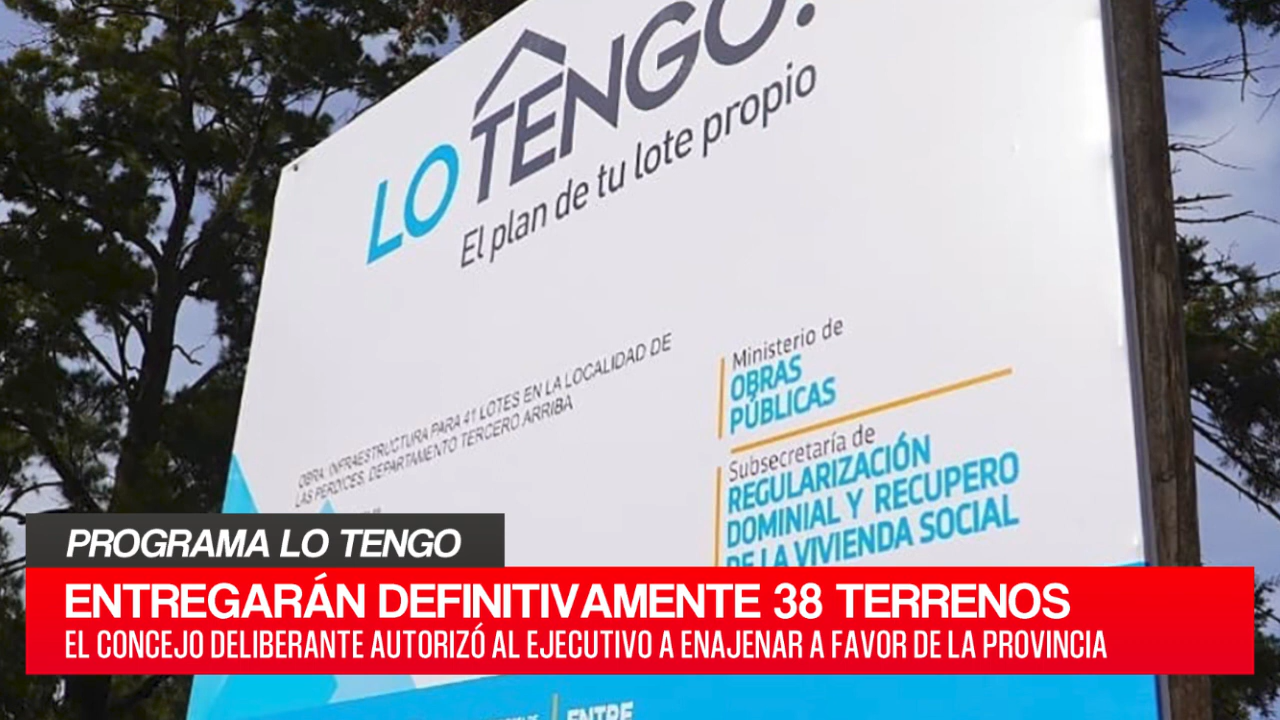 LO TENGO.
El plan de tu lote propio
OBRA: INFRAESTRUCTURA PARA 41 LOTES EN LA LOCALIDAD DE
LAS PERDICES, DEPARTAMENTO TERCERO ARRIBA
Ministerio de
OBRAS
PÚBLICAS
Subsecretaría de
REGULARIZACIÓN
DOMINIAL Y RECUPERO
DE LA VIVIENDA SOCIAL
PROGRAMA LO TENGO
ENTREGARÁN DEFINITIVAMENTE 38 TERRENOS
EL CONCEJO DELIBERANTE AUTORIZÓ AL EJECUTIVO A ENAJENAR A FAVOR DE LA PROVINCIA
ENTRE